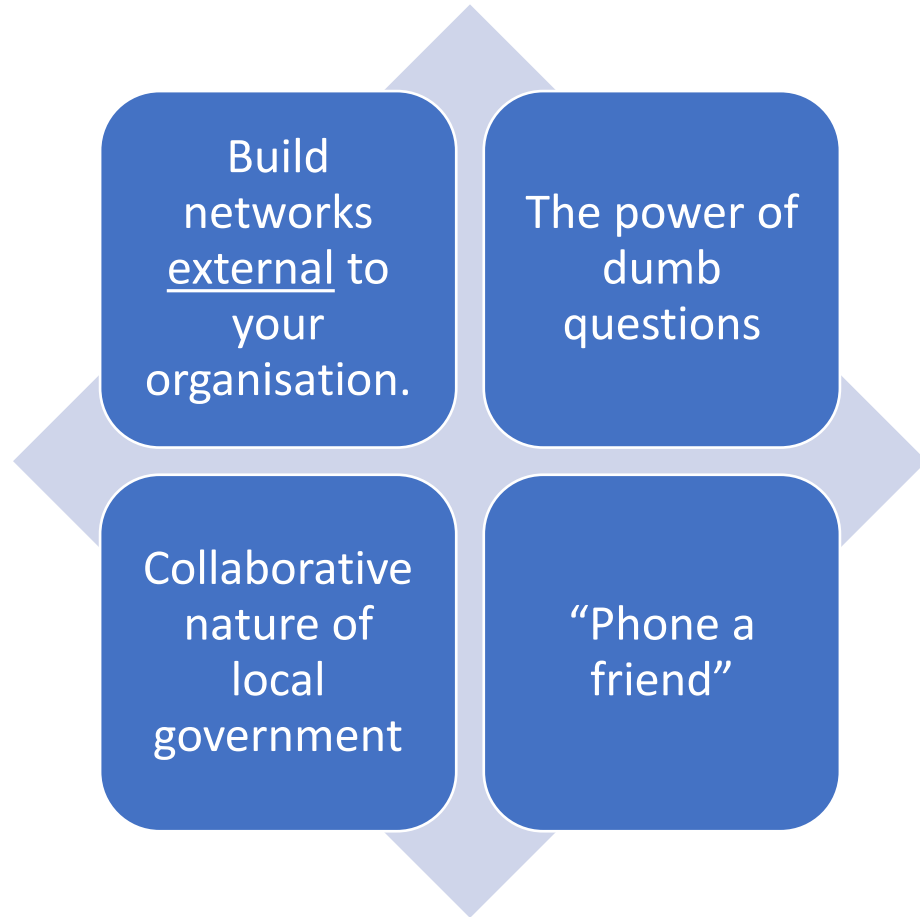 Build
networks
external to
your
organisation.
The power of
dumb
questions
Collaborative
nature of
local
government
“Phone a
friend”